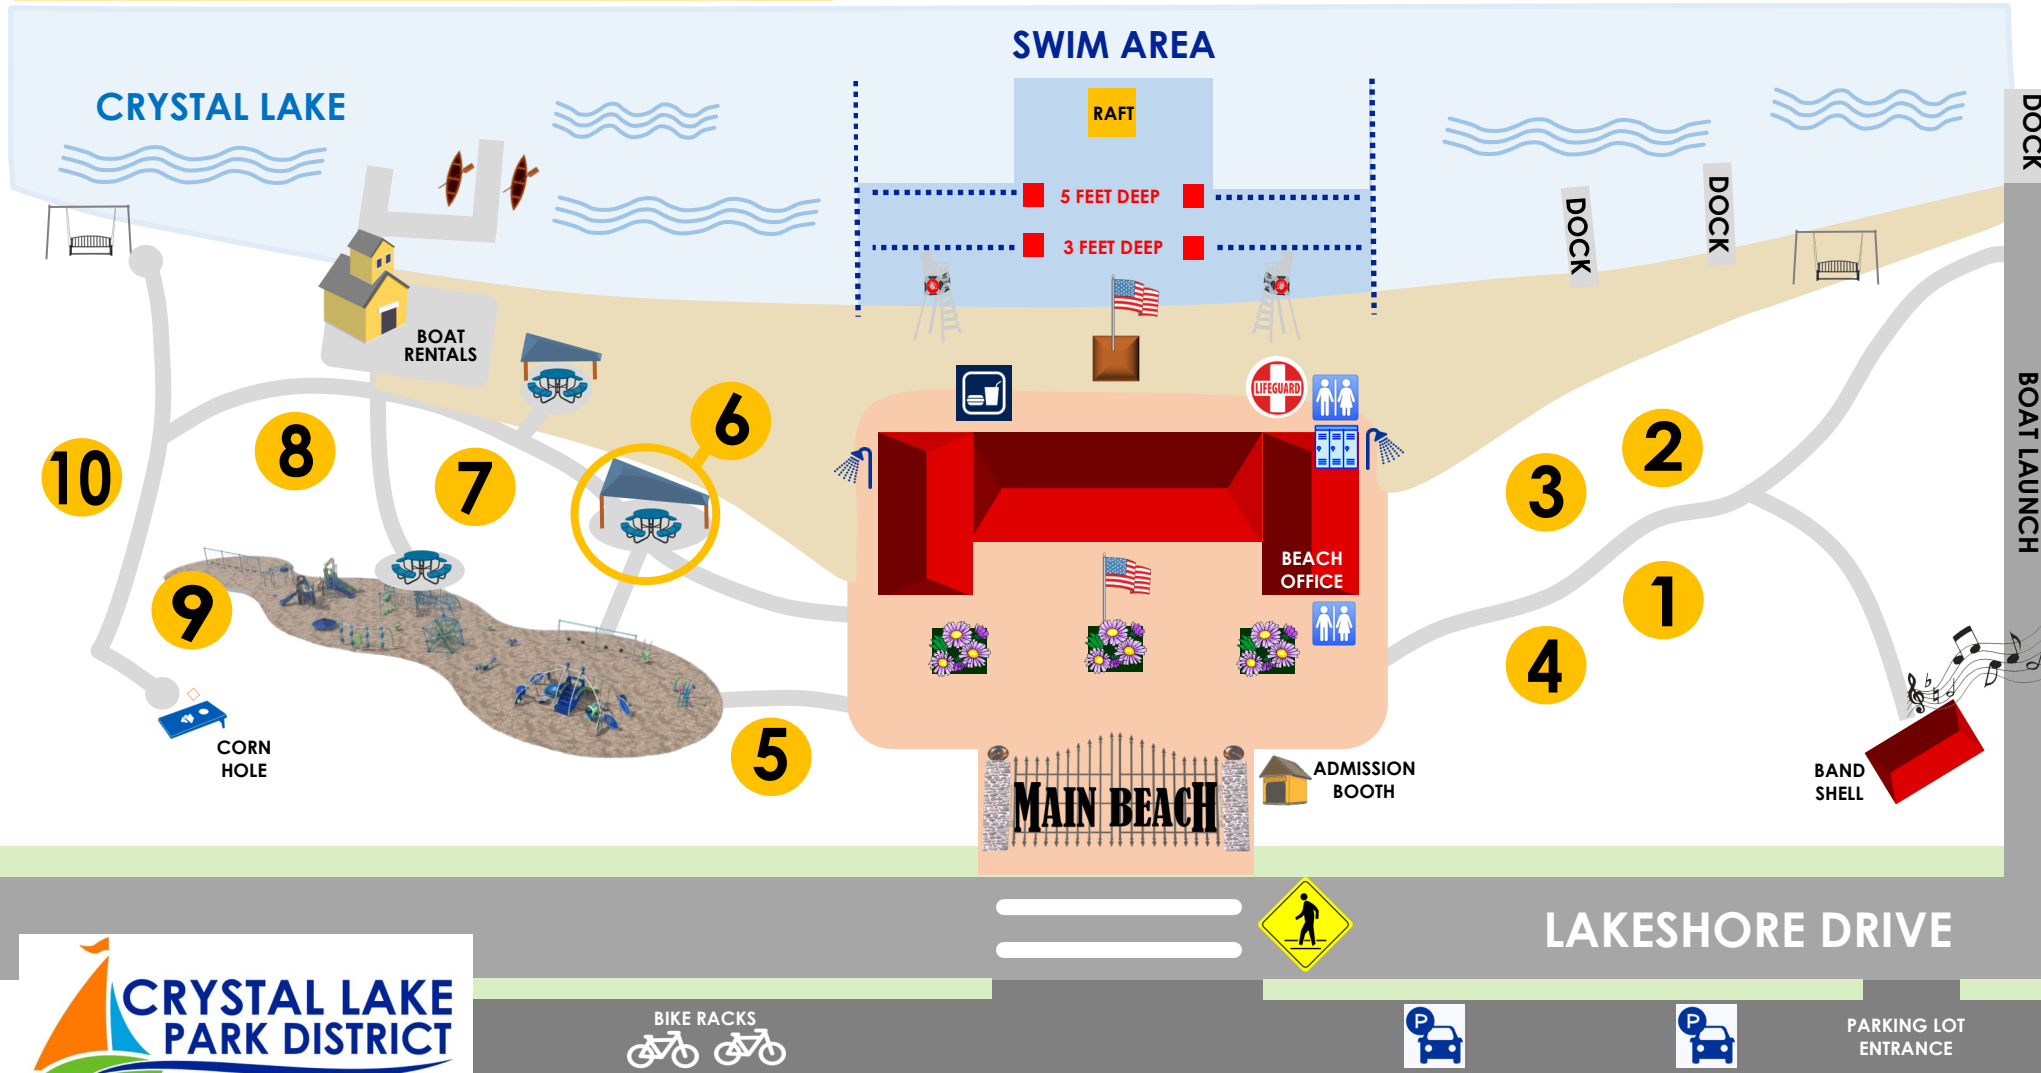 SWIM AREA
CRYSTAL LAKE
RAFT
DOCK
5 FEET DEEP
3 FEET DEEP
DOCK
DOCK
BOAT
RENTALS
LIFEGUARD
BOAT LAUNCH
6
2
8
10
7
3
BEACH
OFFICE
9
1
4
5
CORN
HOLE
MAIN BEACH
ADMISSION
BOOTH
BAND
SHELL
LAKESHORE DRIVE
CRYSTAL LAKE
PARK DISTRICT
BIKE RACKS
P
P
PARKING LOT
ENTRANCE